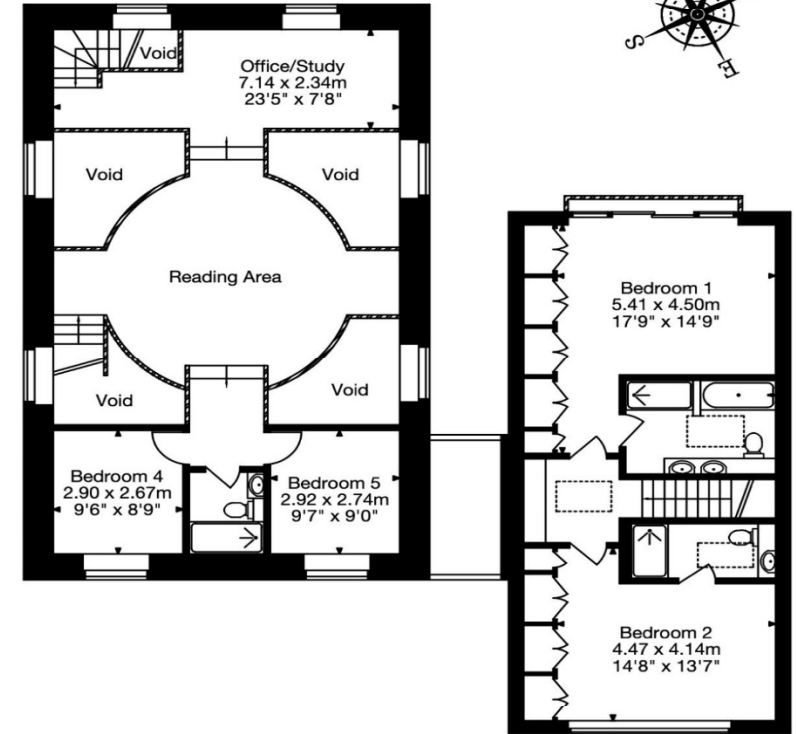 S
E
Void
Office/Study
7.14 x 2.34m
23'5" x 7'8"
Void
Void
Reading Area
Void
Void
Bedroom 4
2.90 x 2.67m
9'6" x 8'9"
Bedroom 5
2.92 x 2.74m
9'7" x 9'0"
Bedroom 1
5.41 x 4.50m
17'9" x 14'9"
Bedroom 2
4.47 x 4.14m
14'8" x 13'7"